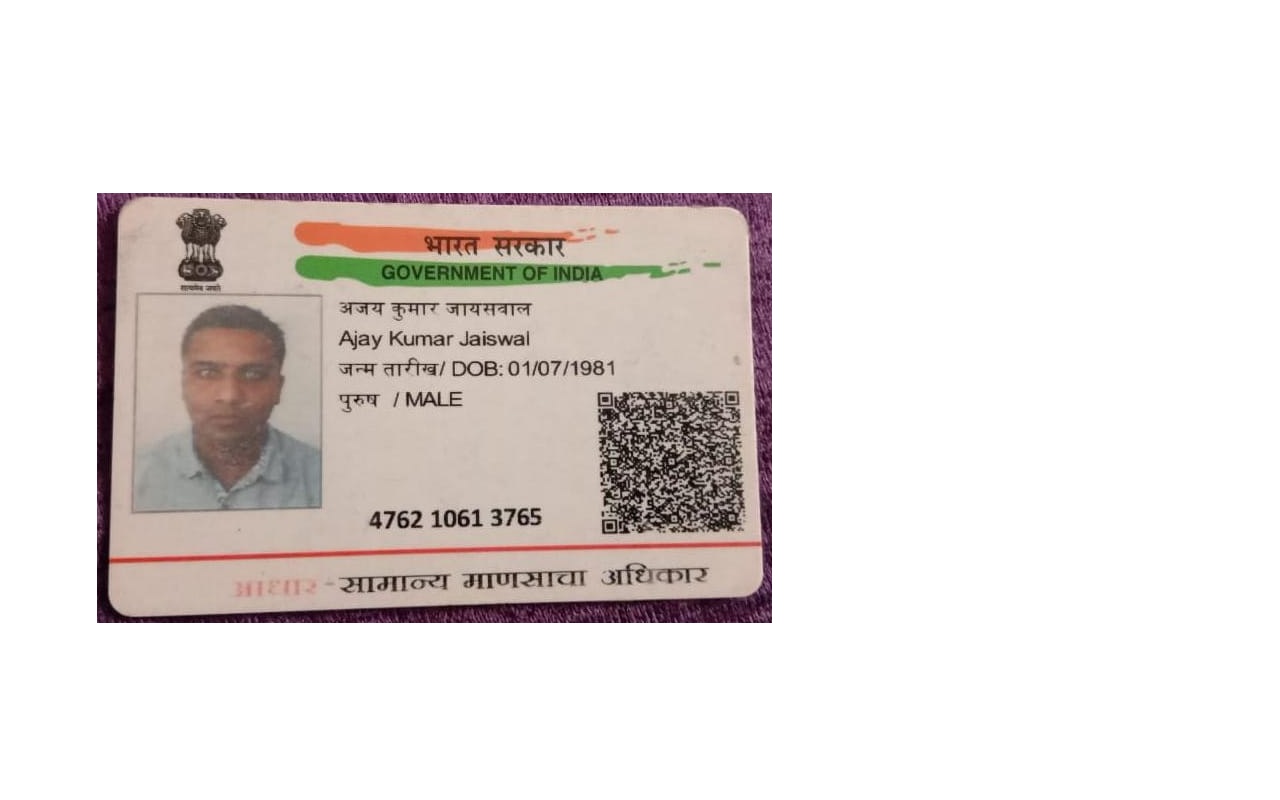 भारत सरकार
GOVERNMENT OF INDIA
सत्यमेव जयते
अजय कुमार जायसवाल
Ajay Kumar Jaiswal
जन्म तारीख/ DOB: 01/07/1981
पुरुष / MALE
4762 1061 3765
आधार - सामान्य माणसाचा अधिकार